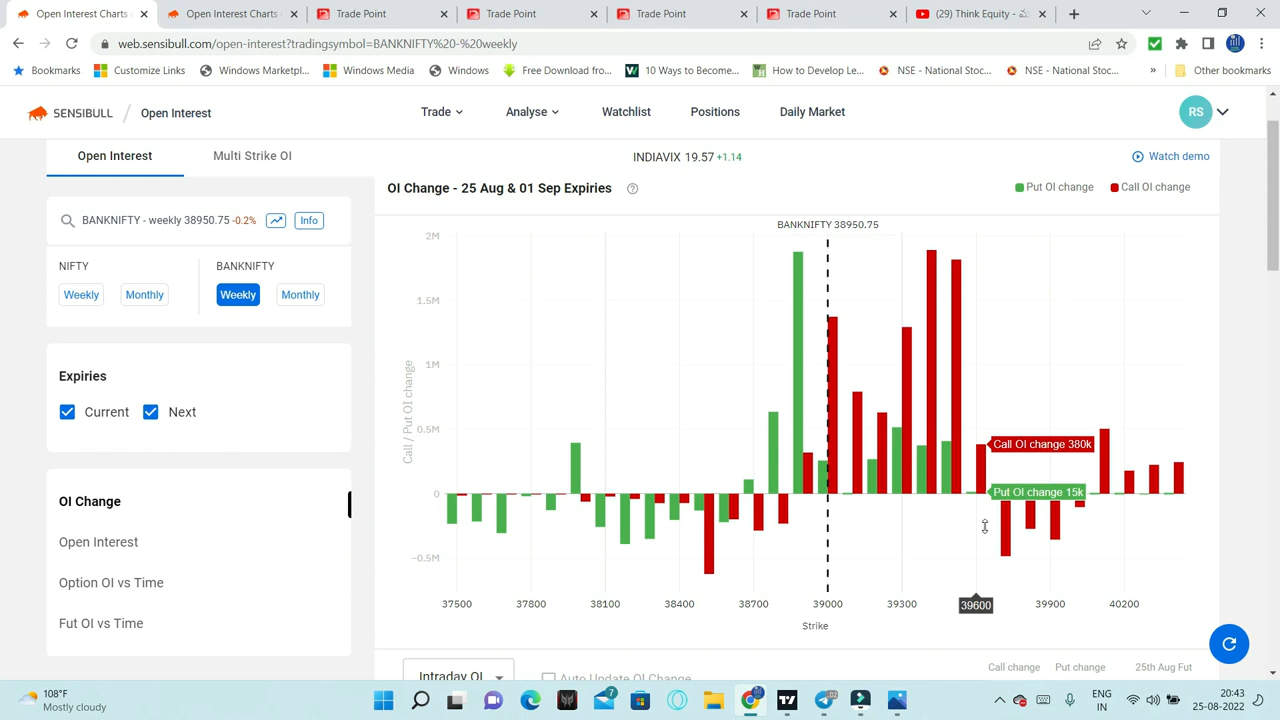 Open Interest Charts -
Open Interest Charts -
Trade Point
Trade Point
Trade Point
Trade Point
(29) Think Equity -
web.sensibull.com/open-interest?tradingsymbol=BANKNIFTY%20-%20weekly
Bookmarks
Customize Links
Windows Marketpl...
Windows Media
Windows
Free Download fro...
10 Ways to Become...
How to Develop Le...
NSE - National Stoc...
NSE - National Stoc...
»
Other bookmarks
SENSIBULL / Open Interest
Trade
Analyse
Watchlist
Positions
Daily Market
RS
Open Interest
Multi Strike OI
INDIAVIX 19.57 +1.14
Watch demo
OI Change - 25 Aug & 01 Sep Expiries
Put OI change
Call OI change
BANKNIFTY - weekly 38950.75 -0.2%
Info
NIFTY
BANKNIFTY
Weekly
Monthly
Weekly
Monthly
Expiries
Current
Next
OI Change
Open Interest
Option OI vs Time
Fut OI vs Time
BANKNIFTY 38950.75
2M
1.5M
1M
0.5M
0
−0.5M
Call / Put OI change
Call OI change 380k
Put OI change 15k
37500
37800
38100
38400
38700
39000
39300
39600
39900
40200
Strike
Intraday OI
Auto Update OI Change
Call change
Put change
25th Aug Fut
108°F
Mostly cloudy
7
ENG
IN
20:43
25-08-2022